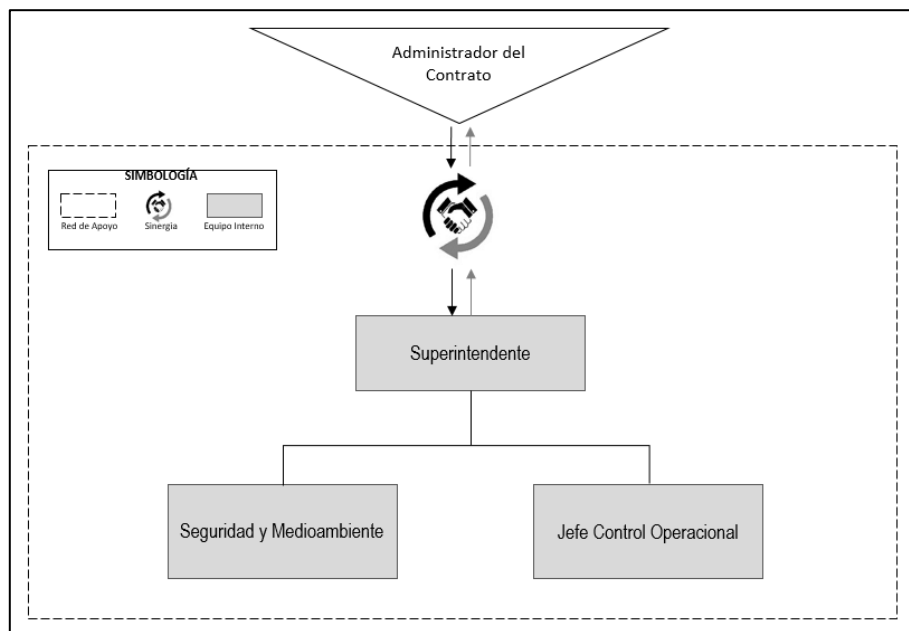 Administrador del
Contrato
SIMBOLOGÍA
Red de Apoyo
Sinergia
Equipo Interno
Superintendente
Seguridad y Medioambiente
Jefe Control Operacional